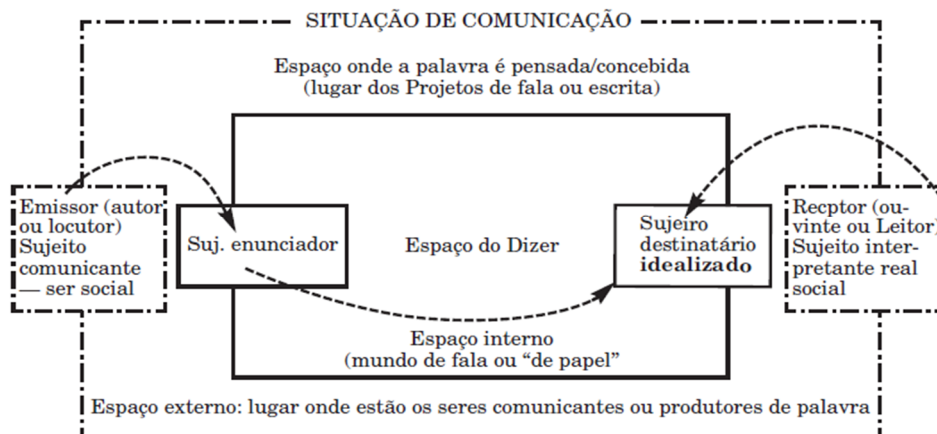 SITUAÇÃO DE COMUNICAÇÃO
Espaço onde a palavra é pensada/concebida
(lugar dos Projetos de fala ou escrita)
Emissor (autor
ou locutor)
Sujeito
comunicante
— ser social
Suj. enunciador
Espaço do Dizer
Sujeiro
destinatário
idealizado
Recptor (ou-
vinte ou Leitor)
Sujeito inter-
pretante real
social
Espaço interno
(mundo de fala ou “de papel”
Espaço externo: lugar onde estão os seres comunicantes ou produtores de palavra